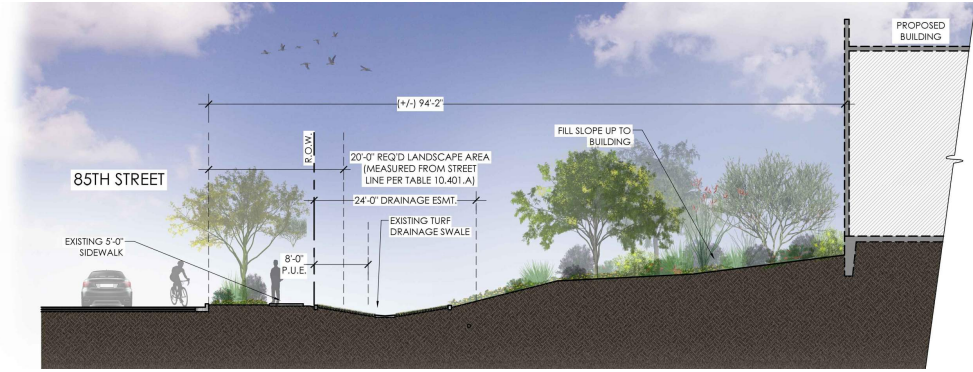 PROPOSED
BUILDING
(+/-) 94'-2"
R.O.W.
FILL SLOPE UP TO
BUILDING
20'-0" REQ'D LANDSCAPE AREA
(MEASURED FROM STREET
LINE PER TABLE 10.401.A)
85TH STREET
24'-0" DRAINAGE ESMT.
EXISTING TURF
DRAINAGE SWALE
EXISTING 5'-0"
SIDEWALK
8'-0"
P.U.E.